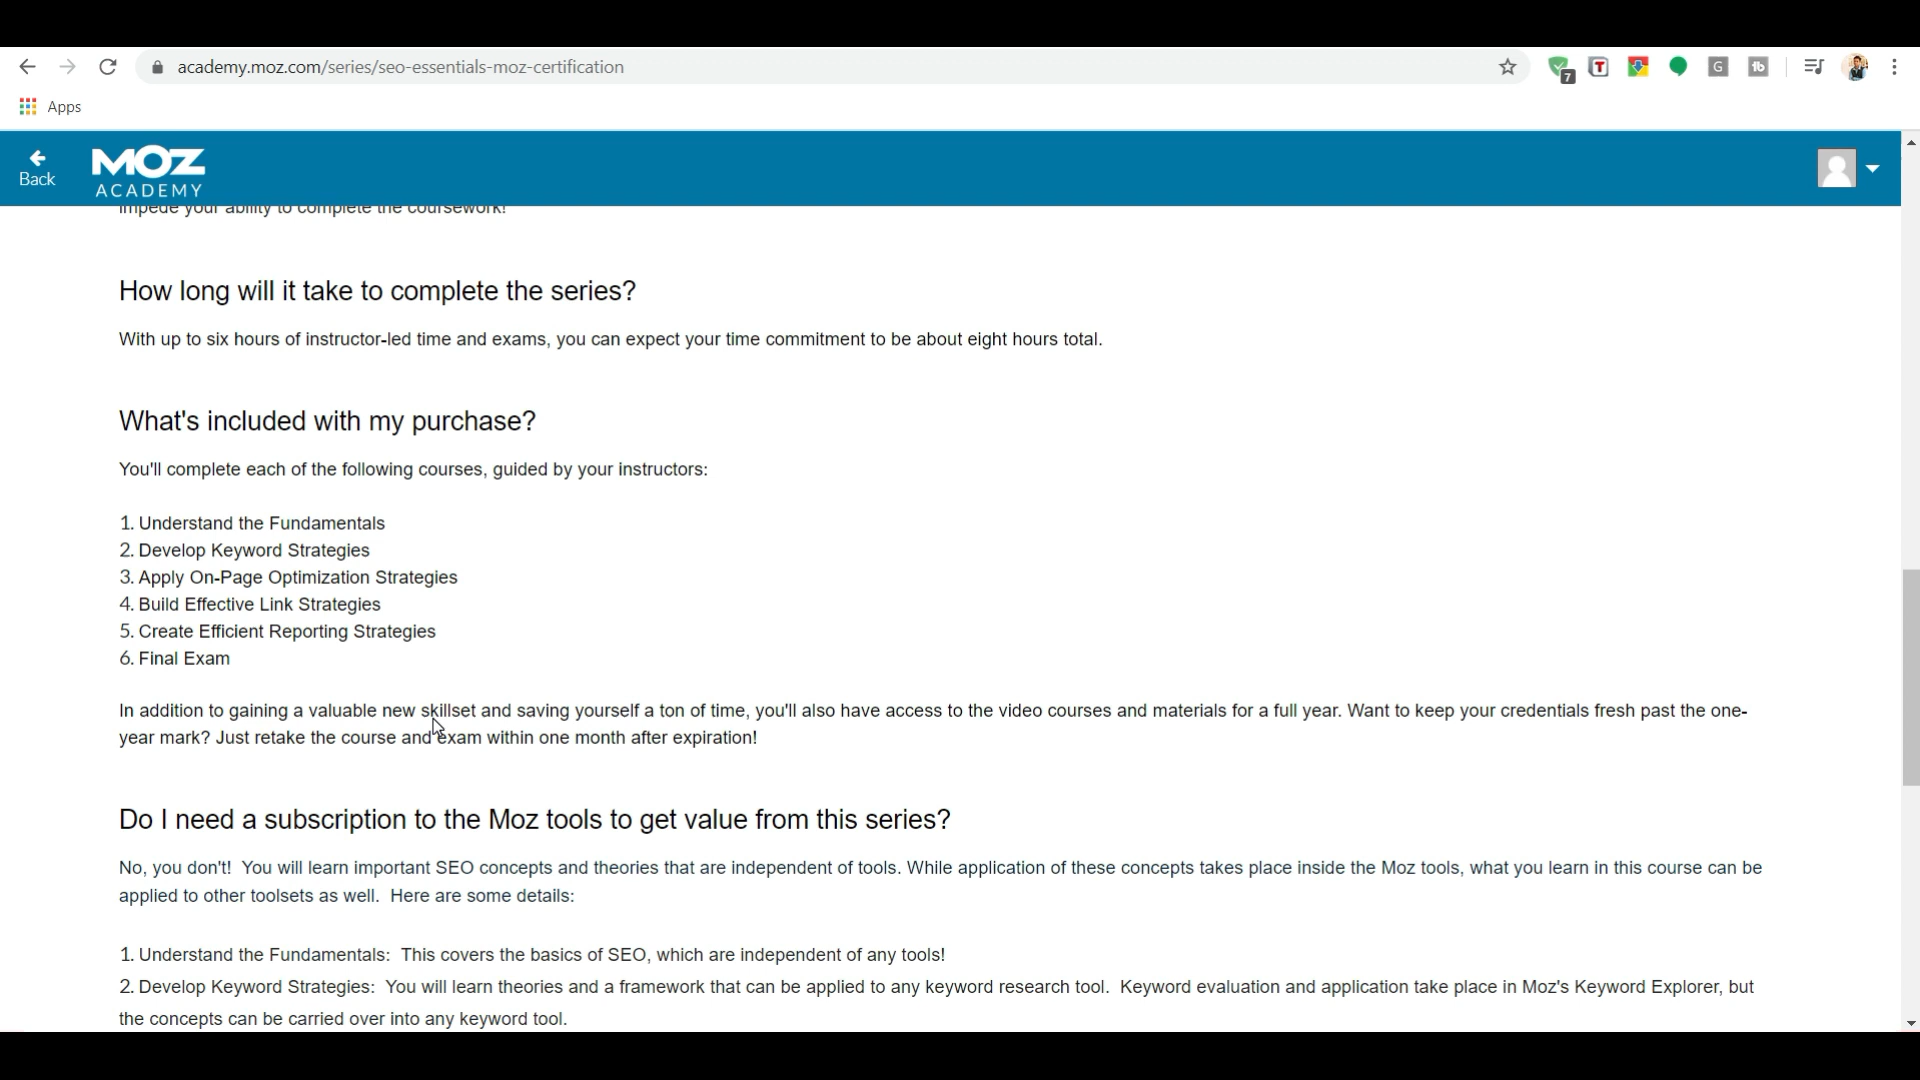 academy.moz.com/series/seo-essentials-moz-certification
7
T
G
tb
Apps
Back
MOZ
ACADEMY
impede your ability to complete the coursework!
How long will it take to complete the series?
With up to six hours of instructor-led time and exams, you can expect your time commitment to be about eight hours total.
What's included with my purchase?
You'll complete each of the following courses, guided by your instructors:
1. Understand the Fundamentals
2. Develop Keyword Strategies
3. Apply On-Page Optimization Strategies
4. Build Effective Link Strategies
5. Create Efficient Reporting Strategies
6. Final Exam
In addition to gaining a valuable new skillset and saving yourself a ton of time, you'll also have access to the video courses and materials for a full year. Want to keep your credentials fresh past the one-
year mark? Just retake the course and exam within one month after expiration!
Do I need a subscription to the Moz tools to get value from this series?
No, you don't!  You will learn important SEO concepts and theories that are independent of tools. While application of these concepts takes place inside the Moz tools, what you learn in this course can be
applied to other toolsets as well.  Here are some details:
1. Understand the Fundamentals:  This covers the basics of SEO, which are independent of any tools!
2. Develop Keyword Strategies:  You will learn theories and a framework that can be applied to any keyword research tool.  Keyword evaluation and application take place in Moz's Keyword Explorer, but
the concepts can be carried over into any keyword tool.